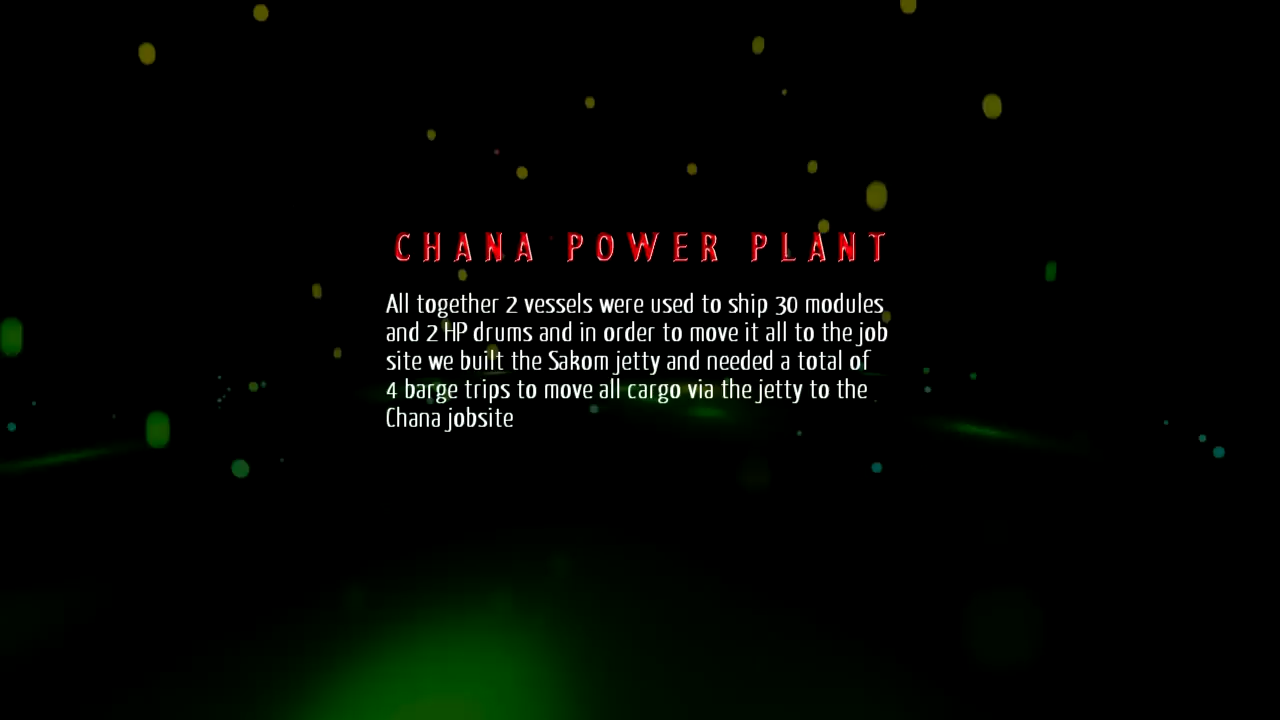 CHANA POWER PLANT
All together 2 vessels were used to ship 30 modules
and 2 HP drums and in order to move it all to the job
site we built the Sakom jetty and needed a total of
4 barge trips to move all cargo via the jetty to the
Chana jobsite